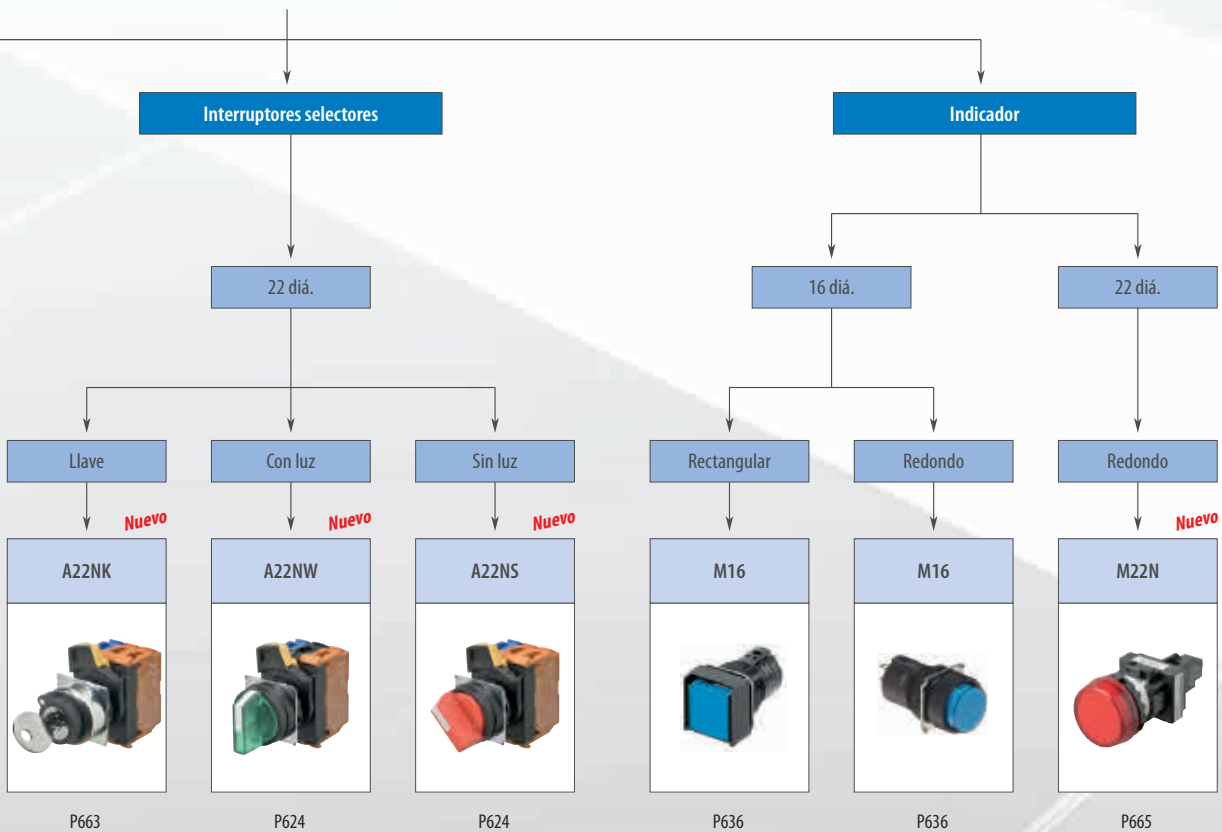 Interruptores selectores
Indicador
22 diá.
16 diá.
22 diá.
Llave
Con luz
Sin luz
Rectangular
Redondo
Redondo
Nuevo
Nuevo
Nuevo
Nuevo
A22NK
A22NW
A22NS
M16
M16
M22N
P663
P624
P624
P636
P636
P665